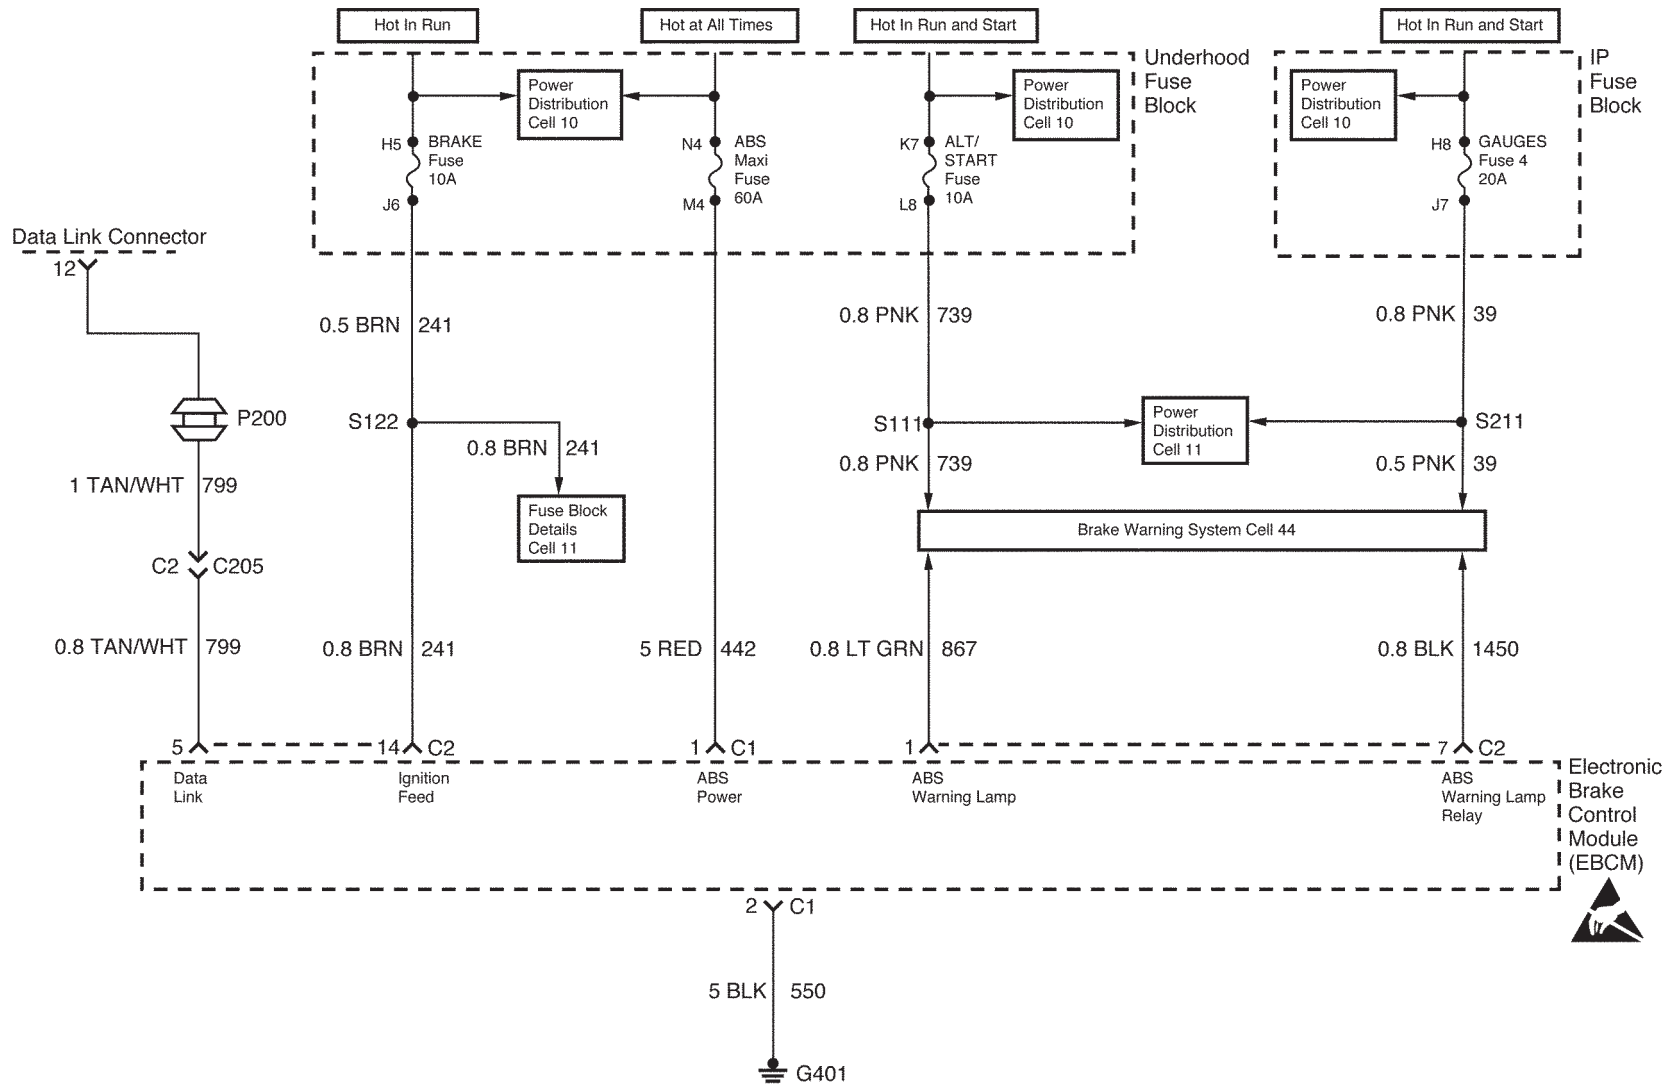 Hot In Run
Hot at All Times
Hot In Run and Start
Hot In Run and Start
Underhood
Fuse
Block
IP
Fuse
Block
Power
Distribution
Cell 10
Power
Distribution
Cell 10
Power
Distribution
Cell 10
H5
BRAKE
Fuse
10A
J6
N4
ABS
Maxi
Fuse
60A
M4
K7
ALT/
START
Fuse
10A
L8
H8
GAUGES
Fuse 4
20A
J7
Data Link Connector
12
0.5 BRN 241
0.8 PNK 739
0.8 PNK 39
P200
S122
0.8 BRN 241
S111
Power
Distribution
Cell 11
S211
0.8 PNK 739
0.5 PNK 39
1 TAN/WHT 799
Fuse Block
Details
Cell 11
Brake Warning System Cell 44
C2 C205
0.8 TAN/WHT 799
0.8 BRN 241
5 RED 442
0.8 LT GRN 867
0.8 BLK 1450
5
14 C2
1 C1
1
7 C2
Data
Link
Ignition
Feed
ABS
Power
ABS
Warning Lamp
ABS
Warning Lamp
Relay
Electronic
Brake
Control
Module
(EBCM)
2 C1
5 BLK 550
G401